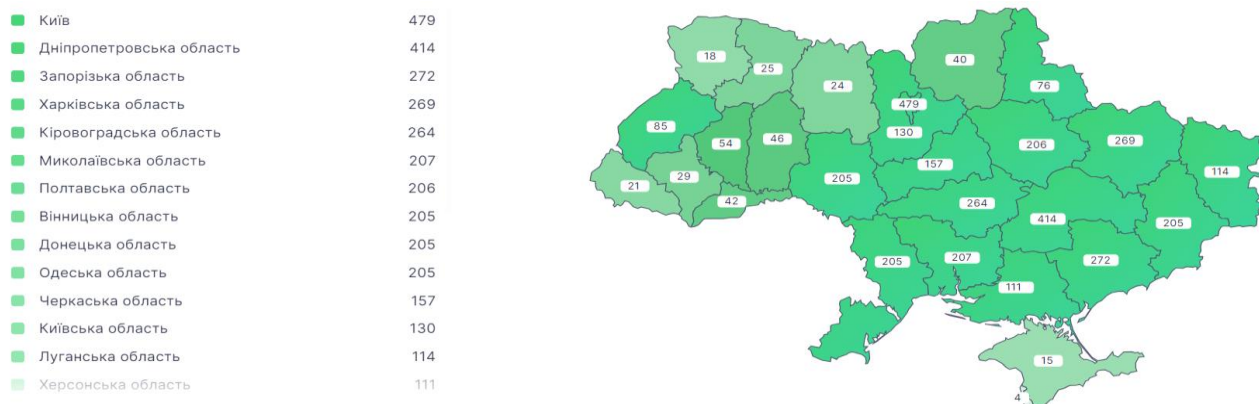 Київ 479
Дніпропетровська область 414
Запорізька область 272
Харківська область 269
Кіровоградська область 264
Миколаївська область 207
Полтавська область 206
Вінницька область 205
Донецька область 205
Одеська область 205
Черкаська область 157
Київська область 130
Луганська область 114
Херсонська область 111
18
25
24
40
76
479
85
130
54
46
206
269
157
114
29
21
205
42
264
414
205
205
207
272
111
15
4